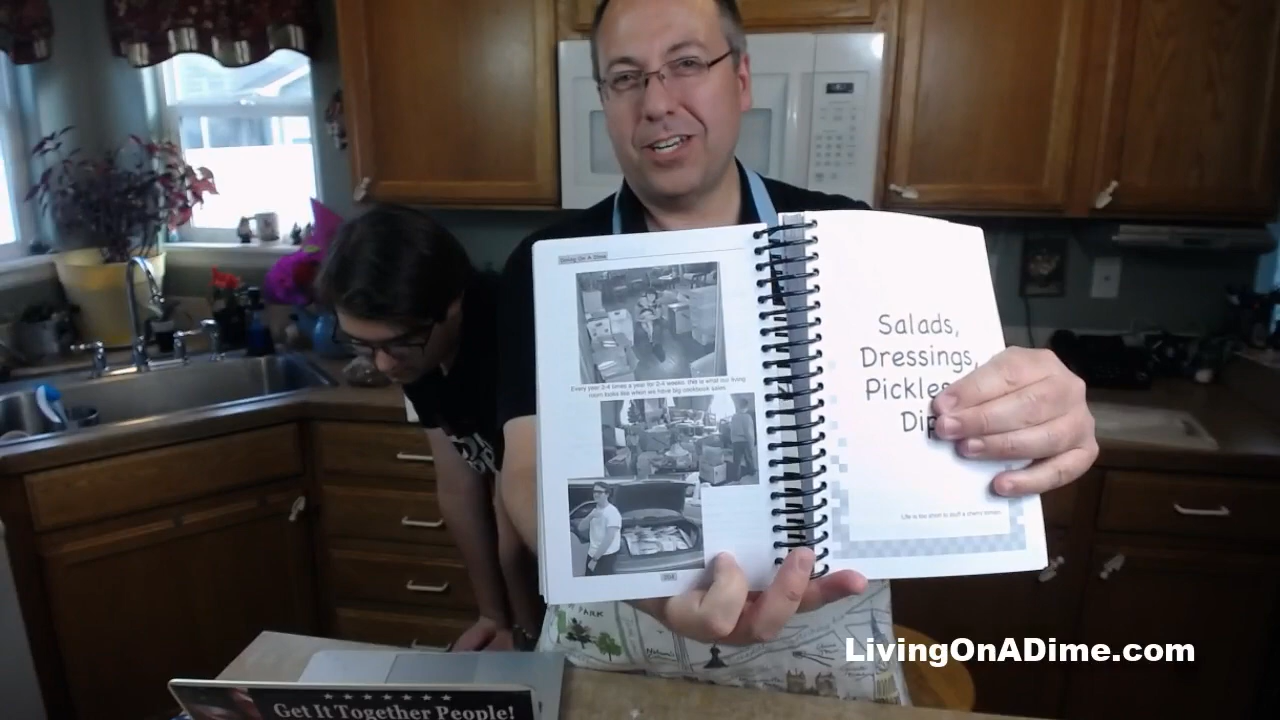 Living On A Dime
Every year 2-4 times a year for 2-4 weeks, this is what our living
room looks like when we have big cookbook sales
204
Salads,
Dressings,
Pickles
Dip
Life is too short to stuff a cherry tomato.
PARK
LivingOnADime.com
Get It Together People!